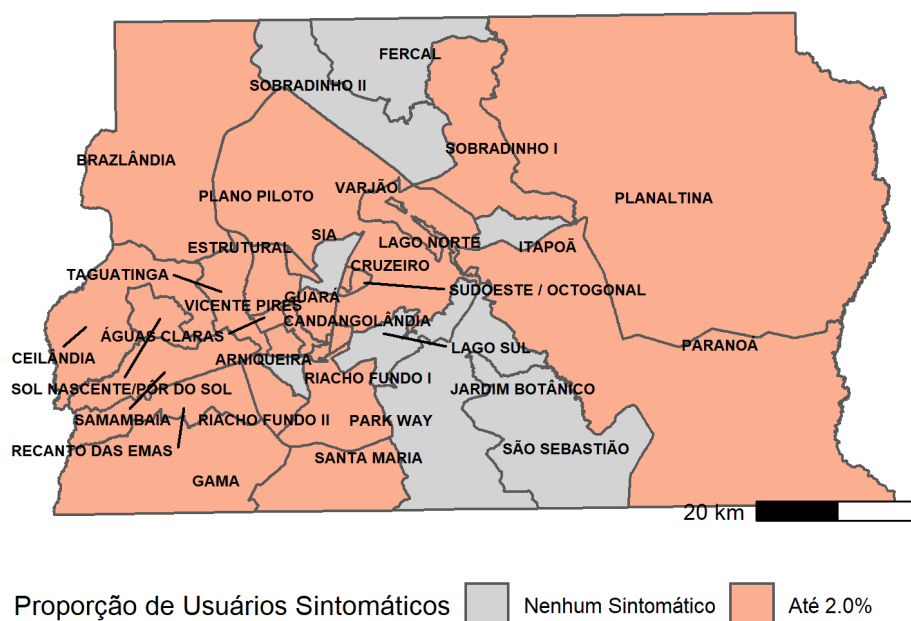 FERCAL
SOBRADINHO II
SOBRADINHO I
BRAZLÂNDIA
VARJÃO
PLANO PILOTO
PLANALTINA
SIA
LAGO NORTE
ESTRUTURAL
ITAPOÃ
CRUZEIRO
TAGUATINGA
SUDOESTE / OCTOGONAL
GUARÁ
VICENTE PIRES
CANDANGOLÂNDIA
ÁGUAS CLARAS
PARANOÁ
LAGO SUL
CEILÂNDIA
ARNIQUEIRA
RIACHO FUNDO I
SOL NASCENTE/PÔR DO SOL
JARDIM BOTÂNICO
SAMAMBAIA
RIACHO FUNDO II
PARK WAY
RECANTO DAS EMAS
SANTA MARIA
SÃO SEBASTIÃO
GAMA
20 km
Proporção de Usuários Sintomáticos
Nenhum Sintomático
Até 2.0%